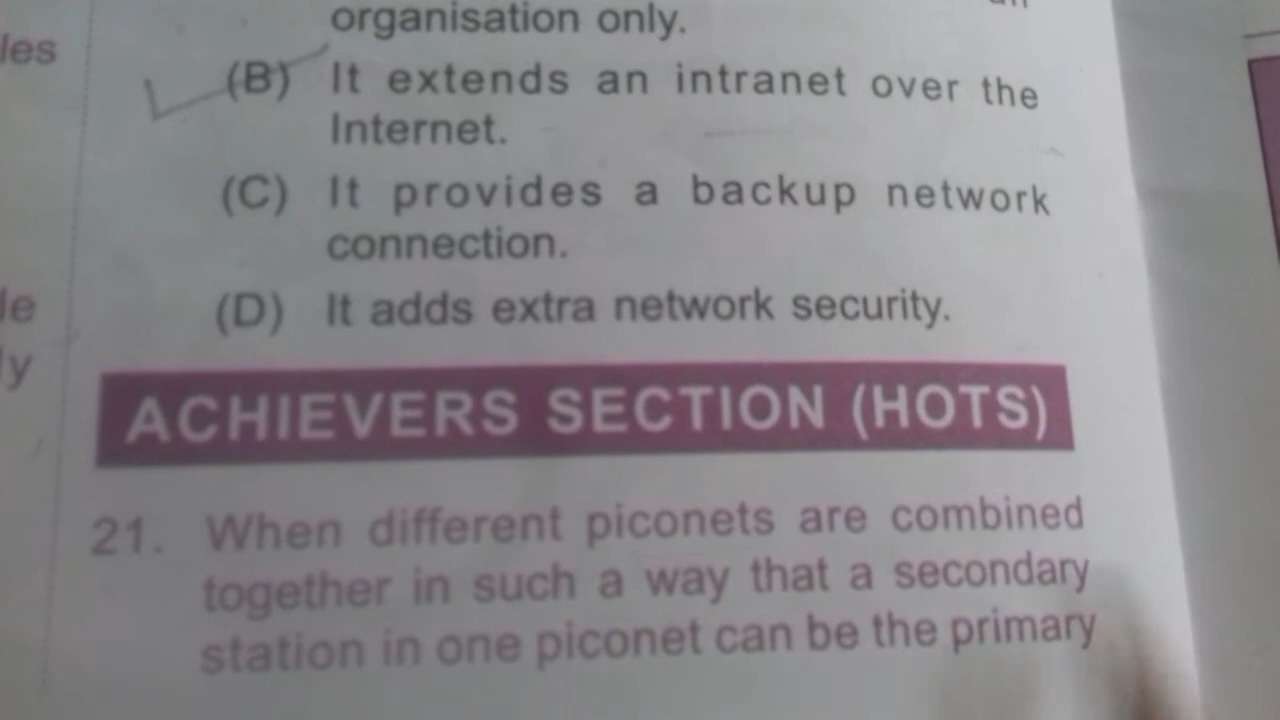 organisation only.
les
(B) It extends an intranet over the
Internet.
(C) It provides a backup network
connection.
(D) It adds extra network security.
ACHIEVERS SECTION (HOTS)
21. When different piconets are combined
together in such a way that a secondary
station in one piconet can be the primary